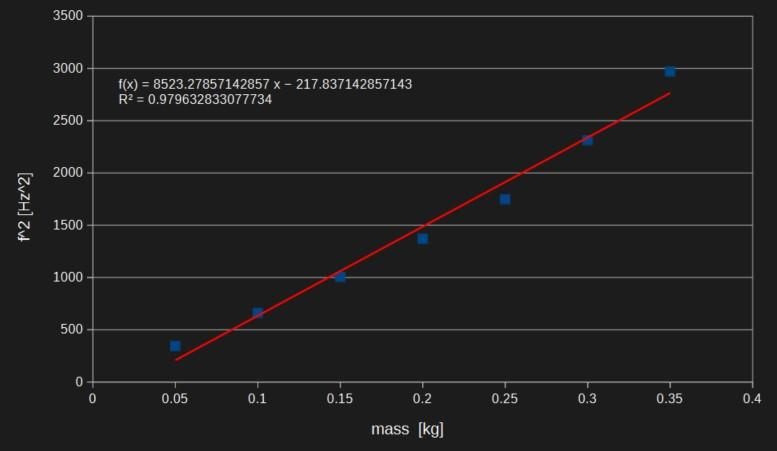 3500
3000
f(x) = 8523.27857142857 x − 217.837142857143
R² = 0.979632833077734
2500
2000
f^2 [Hz^2]
1500
1000
500
0
0 0.05 0.1 0.15 0.2 0.25 0.3 0.35 0.4
mass [kg]